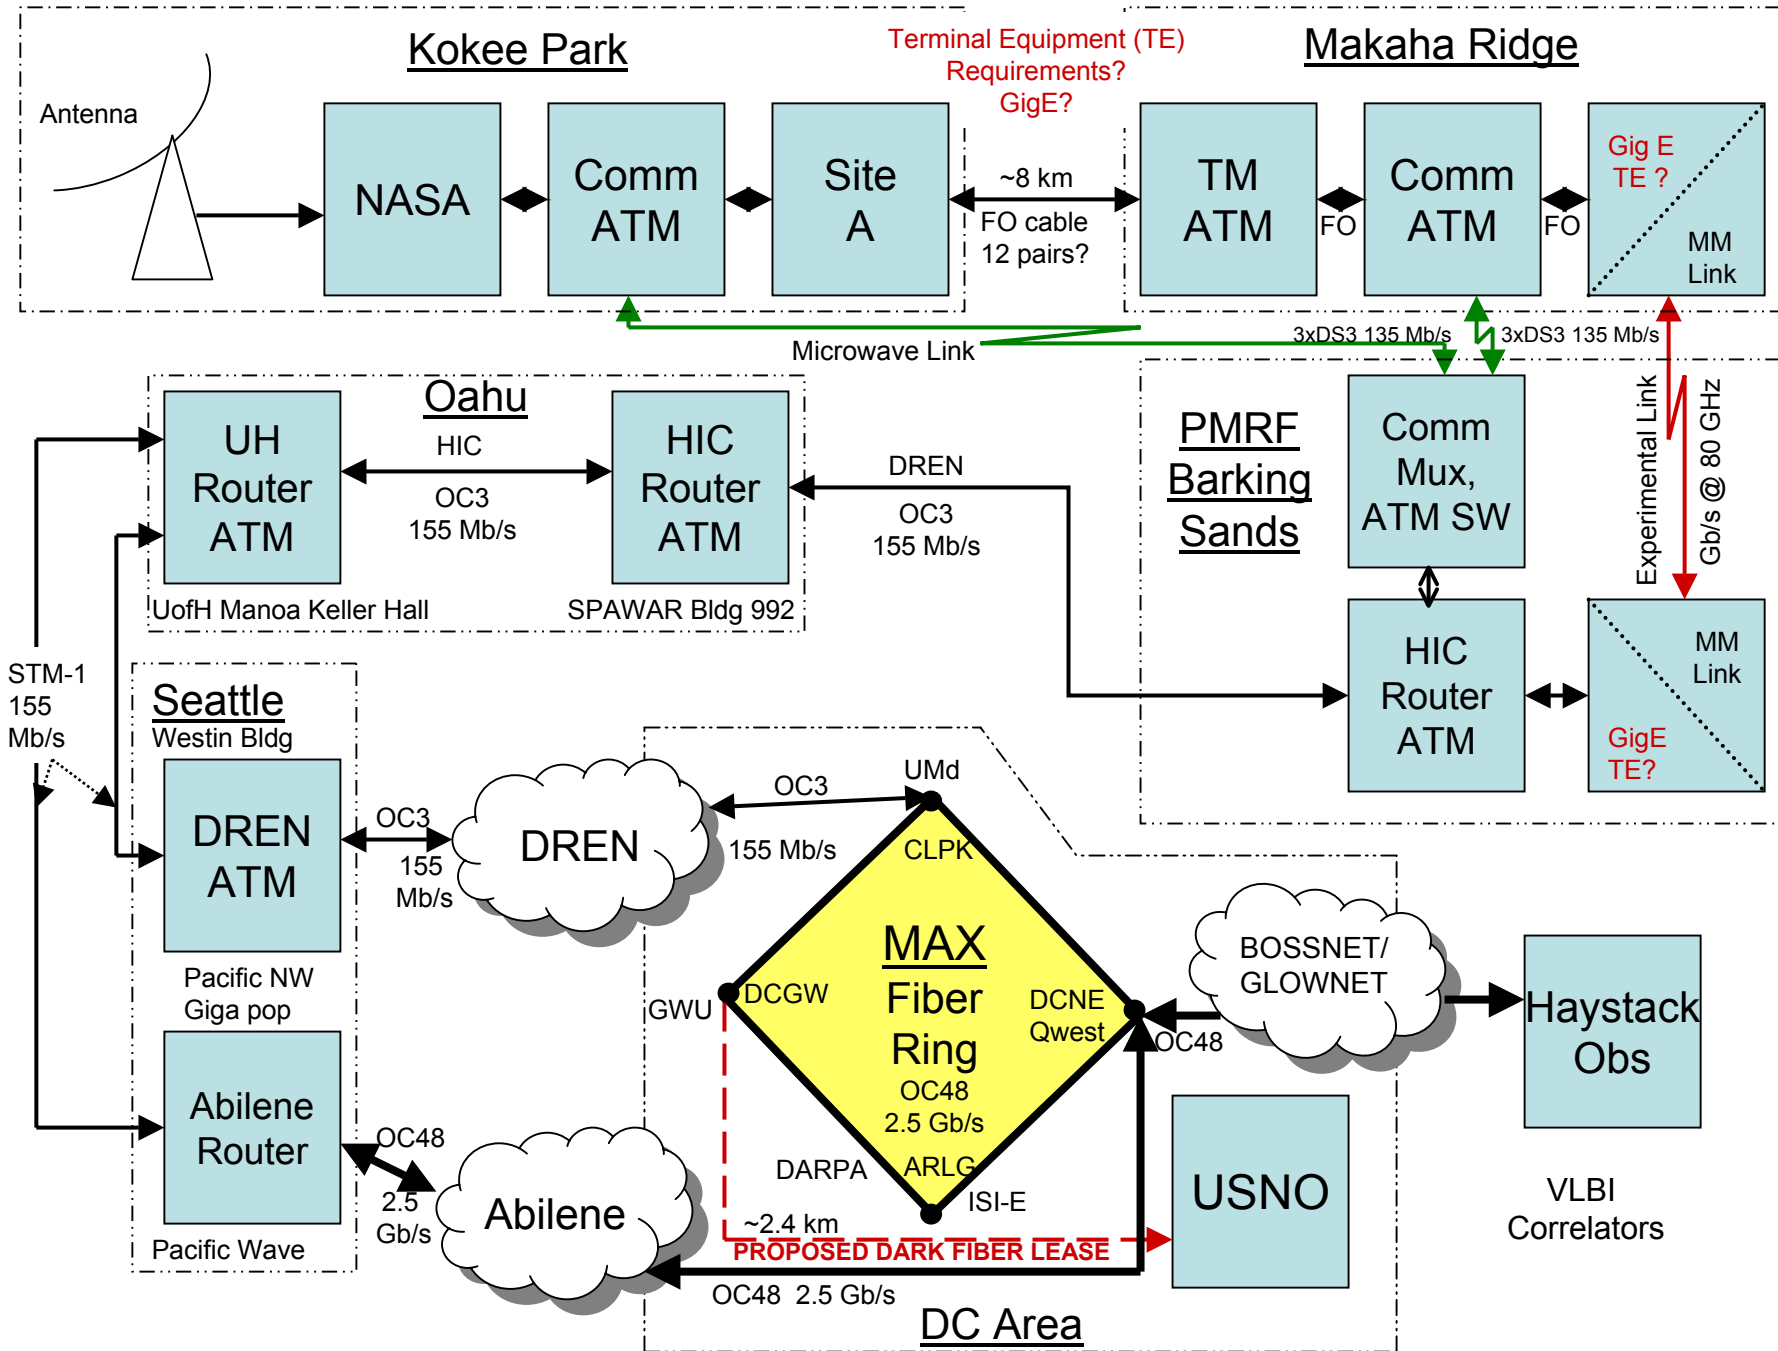 Kokee Park
Terminal Equipment (TE)
Requirements?
GigE?
Makaha Ridge
Antenna
NASA
Comm
ATM
Site
A
~8 km
FO cable
12 pairs?
TM
ATM
FO
Comm
ATM
FO
Gig E
TE ?
MM
Link
Microwave Link
3xDS3 135 Mb/s
3xDS3 135 Mb/s
Oahu
UH
Router
ATM
HIC
OC3
155 Mb/s
HIC
Router
ATM
UofH Manoa Keller Hall
SPAWAR Bldg 992
DREN
OC3
155 Mb/s
PMRF
Barking
Sands
Comm
Mux,
ATM SW
Experimental Link
Gb/s @ 80 GHz
HIC
Router
ATM
MM
Link
GigE
TE?
STM-1
155
Mb/s
Seattle
Westin Bldg
DREN
ATM
Pacific NW
Giga pop
Abilene
Router
Pacific Wave
OC3
155
Mb/s
DREN
OC3
155 Mb/s
OC48
2.5
Gb/s
Abilene
UMd
CLPK
MAX
Fiber
Ring
OC48
2.5 Gb/s
GWU
DCGW
DCNE
Qwest
DARPA
ARLG
ISI-E
~2.4 km
PROPOSED DARK FIBER LEASE
OC48 2.5 Gb/s
DC Area
OC48
BOSSNET/
GLOWNET
USNO
Haystack
Obs
VLBI
Correlators